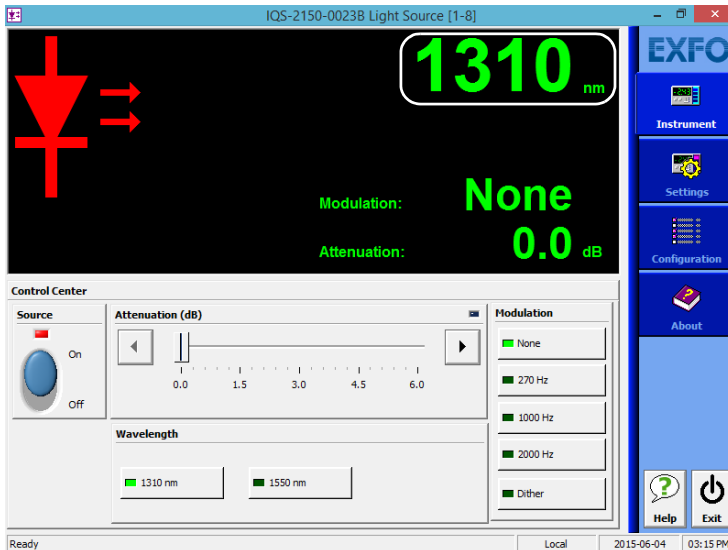 IQS-2150-0023B Light Source [1-8]
1310 nm
Modulation: None
Attenuation: 0.0 dB
EXFO
Instrument
Settings
Configuration
About
Control Center
Source
On
Off
Attenuation (dB)
0.0 1.5 3.0 4.5 6.0
Modulation
None
270 Hz
1000 Hz
2000 Hz
Dither
Wavelength
1310 nm
1550 nm
Help
Exit
Ready
Local
2015-06-04
03:15 PM